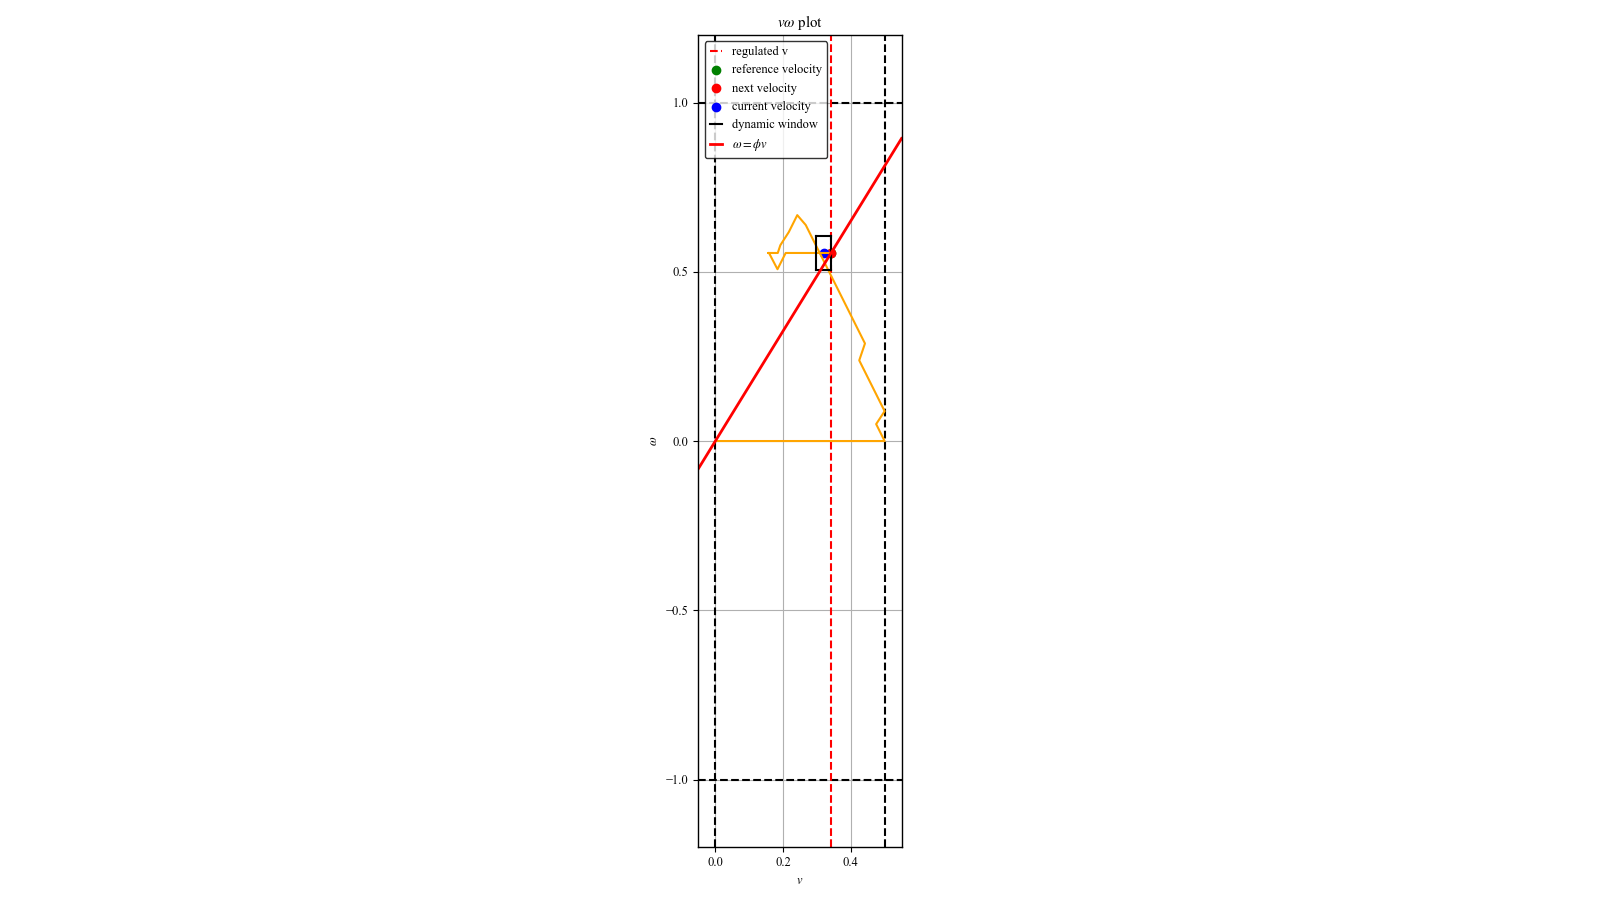 vω plot
regulated v
reference velocity
next velocity
current velocity
dynamic window
ω = ϕv
1.0
0.5
0.0
−0.5
−1.0
ω
0.0 0.2 0.4
v